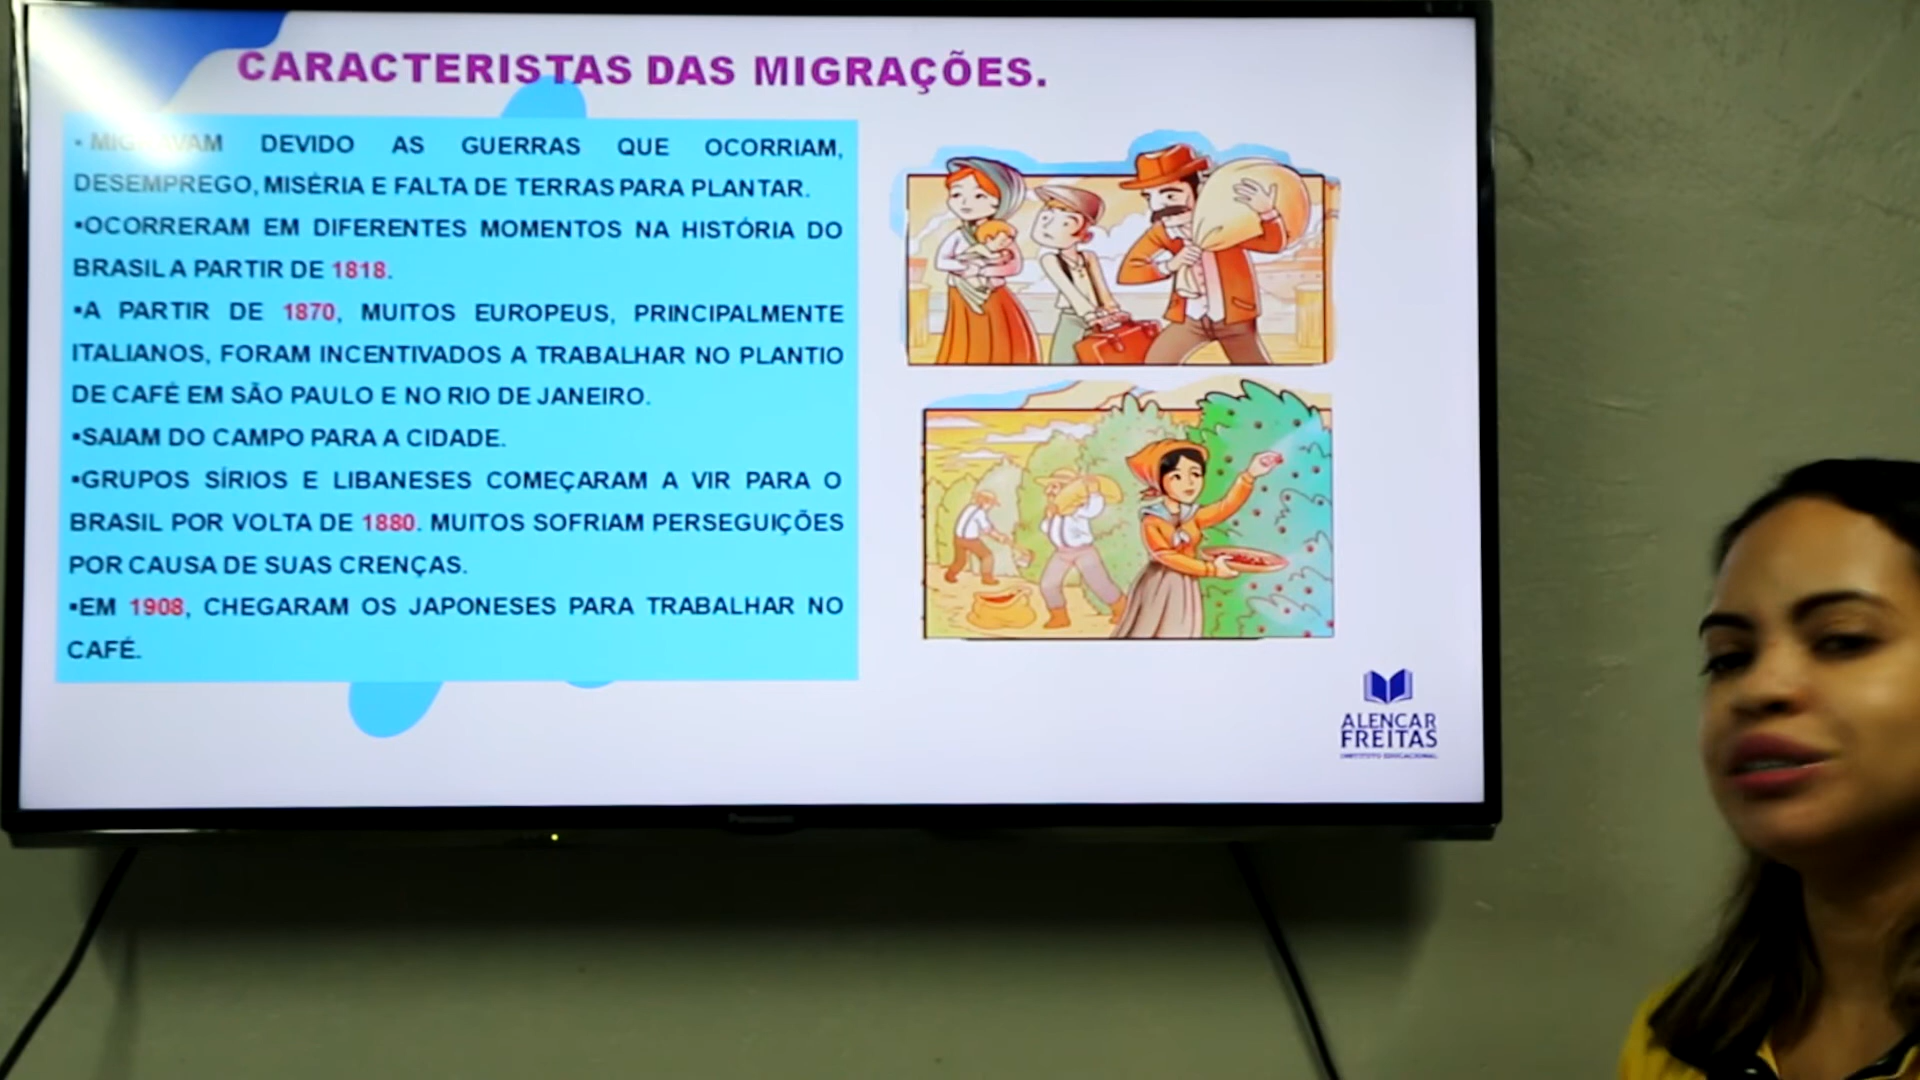 CARACTERISTAS DAS MIGRAÇÕES.
• MIGRAVAM DEVIDO AS GUERRAS QUE OCORRIAM,
DESEMPREGO, MISÉRIA E FALTA DE TERRAS PARA PLANTAR.
▪OCORRERAM EM DIFERENTES MOMENTOS NA HISTÓRIA DO
BRASIL A PARTIR DE 1818.
▪A PARTIR DE 1870, MUITOS EUROPEUS, PRINCIPALMENTE
ITALIANOS, FORAM INCENTIVADOS A TRABALHAR NO PLANTIO
DE CAFÉ EM SÃO PAULO E NO RIO DE JANEIRO.
▪SAIAM DO CAMPO PARA A CIDADE.
▪GRUPOS SÍRIOS E LIBANESES COMEÇARAM A VIR PARA O
BRASIL POR VOLTA DE 1880. MUITOS SOFRIAM PERSEGUIÇÕES
POR CAUSA DE SUAS CRENÇAS.
▪EM 1908, CHEGARAM OS JAPONESES PARA TRABALHAR NO
CAFÉ.
ALENCAR
FREITAS
INSTITUTO EDUCACIONAL
Panasonic